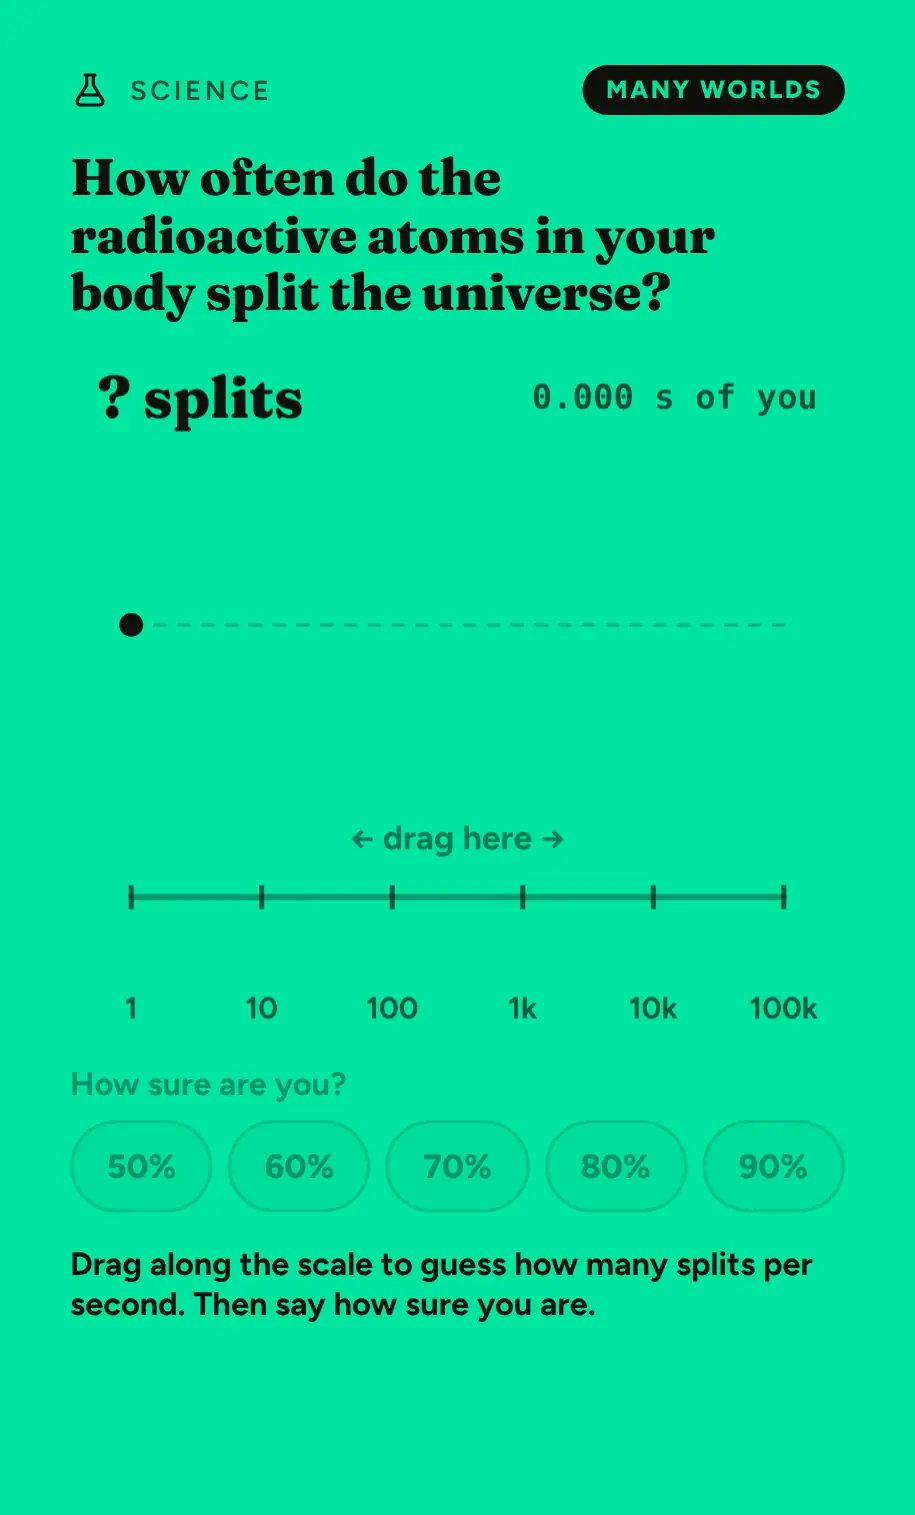 SCIENCE
MANY WORLDS
How often do the
radioactive atoms in your
body split the universe?
? splits
0.000 s of you
← drag here →
1 10 100 1k 10k 100k
How sure are you?
50% 60% 70% 80% 90%
Drag along the scale to guess how many splits per
second. Then say how sure you are.